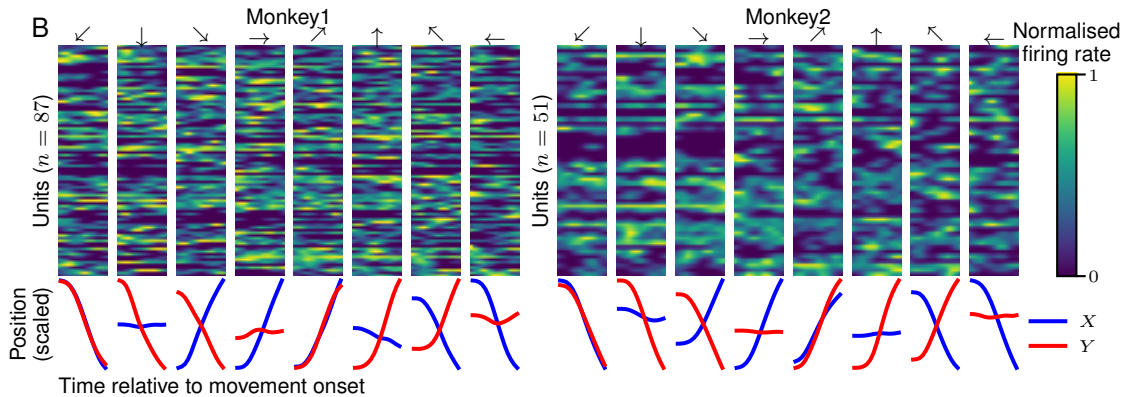 B
Monkey1
Monkey2
↙ ↓ ↘ → ↗ ↑ ↖ ←
↙ ↓ ↘ → ↗ ↑ ↖ ←
Normalised
firing rate
1
0
Units (n = 87)
Units (n = 51)
Position
(scaled)
X
Y
Time relative to movement onset